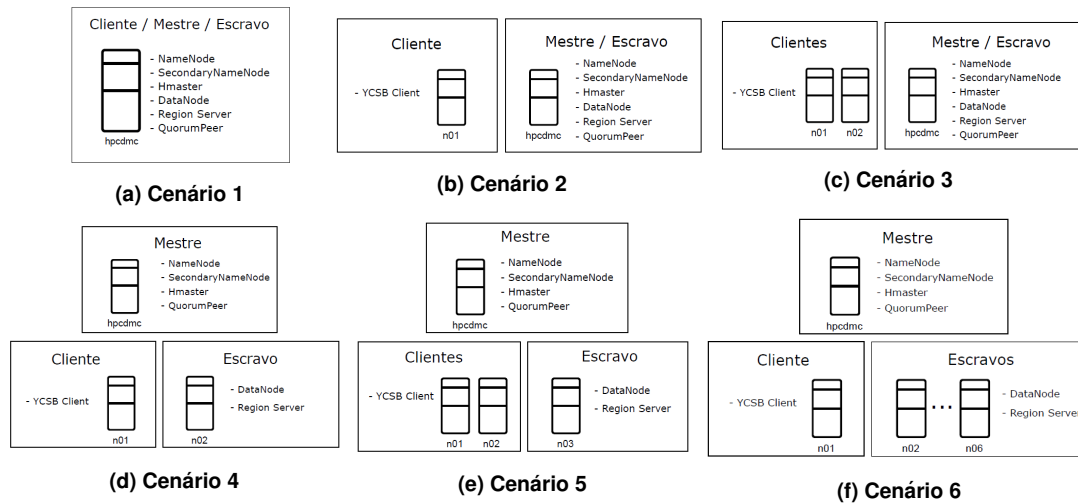 Cliente / Mestre / Escravo
- NameNode
- SecondaryNameNode
- Hmaster
- DataNode
- Region Server
- QuorumPeer
hpcdmc
(a) Cenário 1
Cliente
- YCSB Client
n01
Mestre / Escravo
- NameNode
- SecondaryNameNode
- Hmaster
- DataNode
- Region Server
- QuorumPeer
hpcdmc
(b) Cenário 2
Clientes
- YCSB Client
n01 n02
Mestre / Escravo
- NameNode
- SecondaryNameNode
- Hmaster
- DataNode
- Region Server
- QuorumPeer
hpcdmc
(c) Cenário 3
Mestre
- NameNode
- SecondaryNameNode
- Hmaster
- QuorumPeer
hpcdmc
Cliente
- YCSB Client
n01
Escravo
- DataNode
- Region Server
n02
(d) Cenário 4
Mestre
- NameNode
- SecondaryNameNode
- Hmaster
- QuorumPeer
hpcdmc
Clientes
- YCSB Client
n01 n02
Escravo
- DataNode
- Region Server
n03
(e) Cenário 5
Mestre
- NameNode
- SecondaryNameNode
- Hmaster
- QuorumPeer
hpcdmc
Cliente
- YCSB Client
n01
Escravos
...
- DataNode
- Region Server
n02 n06
(f) Cenário 6